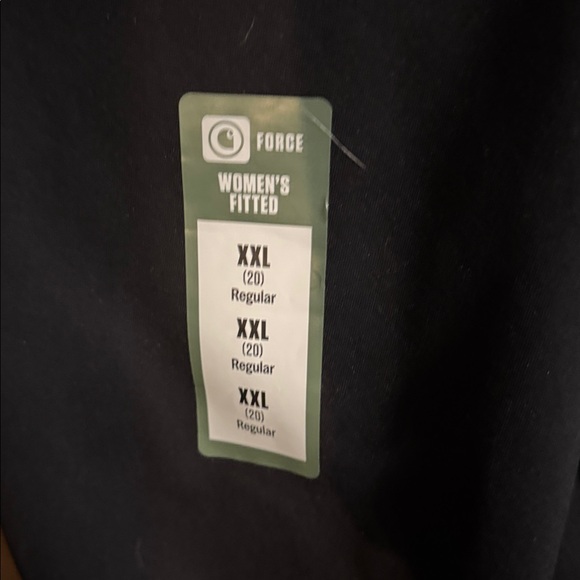 FORCE
WOMEN'S
FITTED
XXL
(20)
Regular
XXL
(20)
Regular
XXL
(20)
Regular